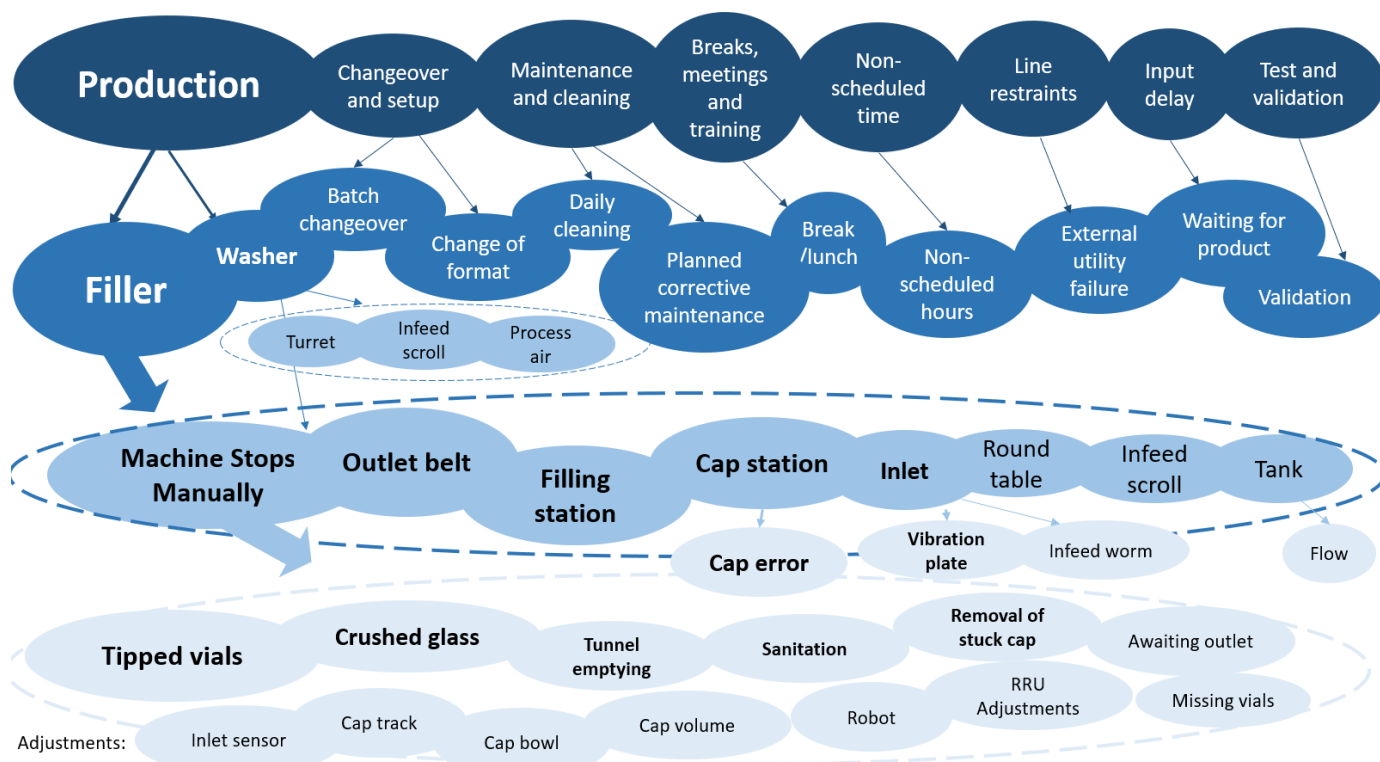 Production
Changeover
and setup
Maintenance
and cleaning
Breaks,
meetings
and
training
Non-
scheduled
time
Line
restraints
Input
delay
Test and
validation
Filler
Washer
Batch
changeover
Change of
format
Daily
cleaning
Planned
corrective
maintenance
Break
/lunch
Non-
scheduled
hours
External
utility
failure
Waiting for
product
Validation
Turret
Infeed
scroll
Process
air
Machine Stops
Manually
Outlet belt
Filling
station
Cap station
Inlet
Round
table
Infeed
scroll
Tank
Cap error
Vibration
plate
Infeed worm
Flow
Tipped vials
Crushed glass
Tunnel
emptying
Sanitation
Removal of
stuck cap
Awaiting outlet
Adjustments:
Inlet sensor
Cap track
Cap bowl
Cap volume
Robot
RRU
Adjustments
Missing vials